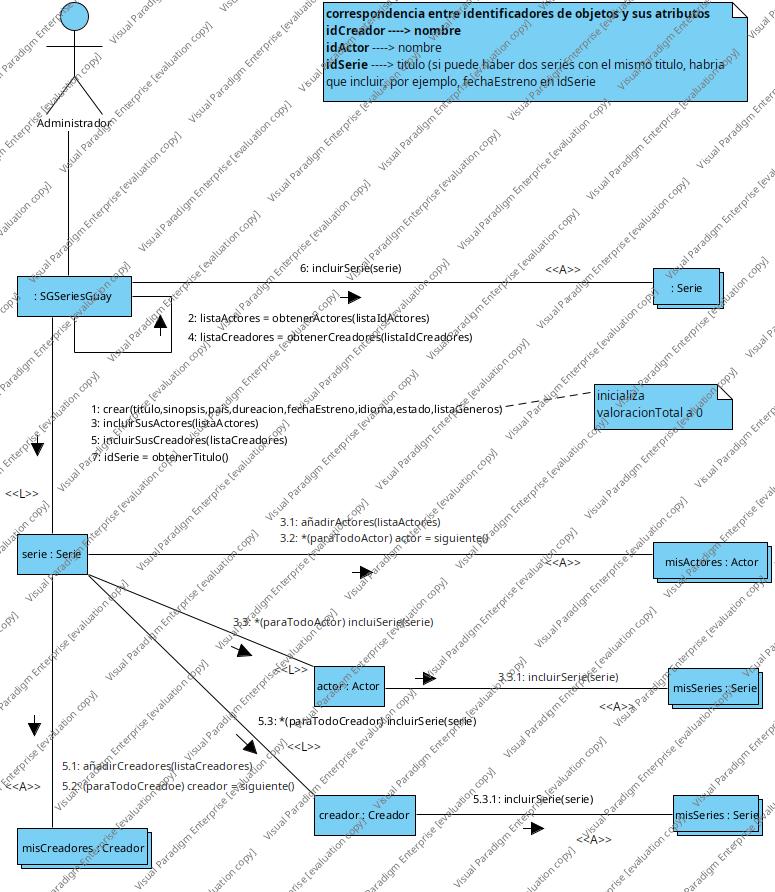 correspondencia entre identificadores de objetos y sus atributos
idCreador ----> nombre
idActor ----> nombre
idSerie ----> titulo (si puede haber dos series con el mismo titulo, habria
que incluir, por ejemplo, fechaEstreno en idSerie
Administrador
6: incluirSerie(serie)
<<A>>
: SGSeriesGuay
: Serie
2: listaActores = obtenerActores(listaIdActores)
4: listaCreadores = obtenerCreadores(listaIdCreadores)
inicializa
valoracionTotal a 0
1: crear(titulo,sinopsis,pais,dureacion,fechaEstreno,idioma,estado,listaGeneros)
3: incluirSusActores(listaActores)
5: incluirSusCreadores(listaCreadores)
7: idSerie = obtenerTitulo()
<<L>>
3.1: añadirActores(listaActores)
3.2: *(paraTodoActor) actor = siguiente()
serie : Serie
<<A>>
misActores : Actor
3.3: *(paraTodoActor) incluiSerie(serie)
<<L>>
3.3.1: incluirSerie(serie)
actor : Actor
misSeries : Serie
<<A>>
5.3: *(paraTodoCreador) incluirSerie(serie)
<<L>>
5.1: añadirCreadores(listaCreadores)
<<A>>
5.2: (paraTodoCreadoe) creador = siguiente()
5.3.1: incluirSerie(serie)
creador : Creador
misSeries : Serie
<<A>>
misCreadores : Creador
Visual Paradigm Enterprise [evaluation copy]